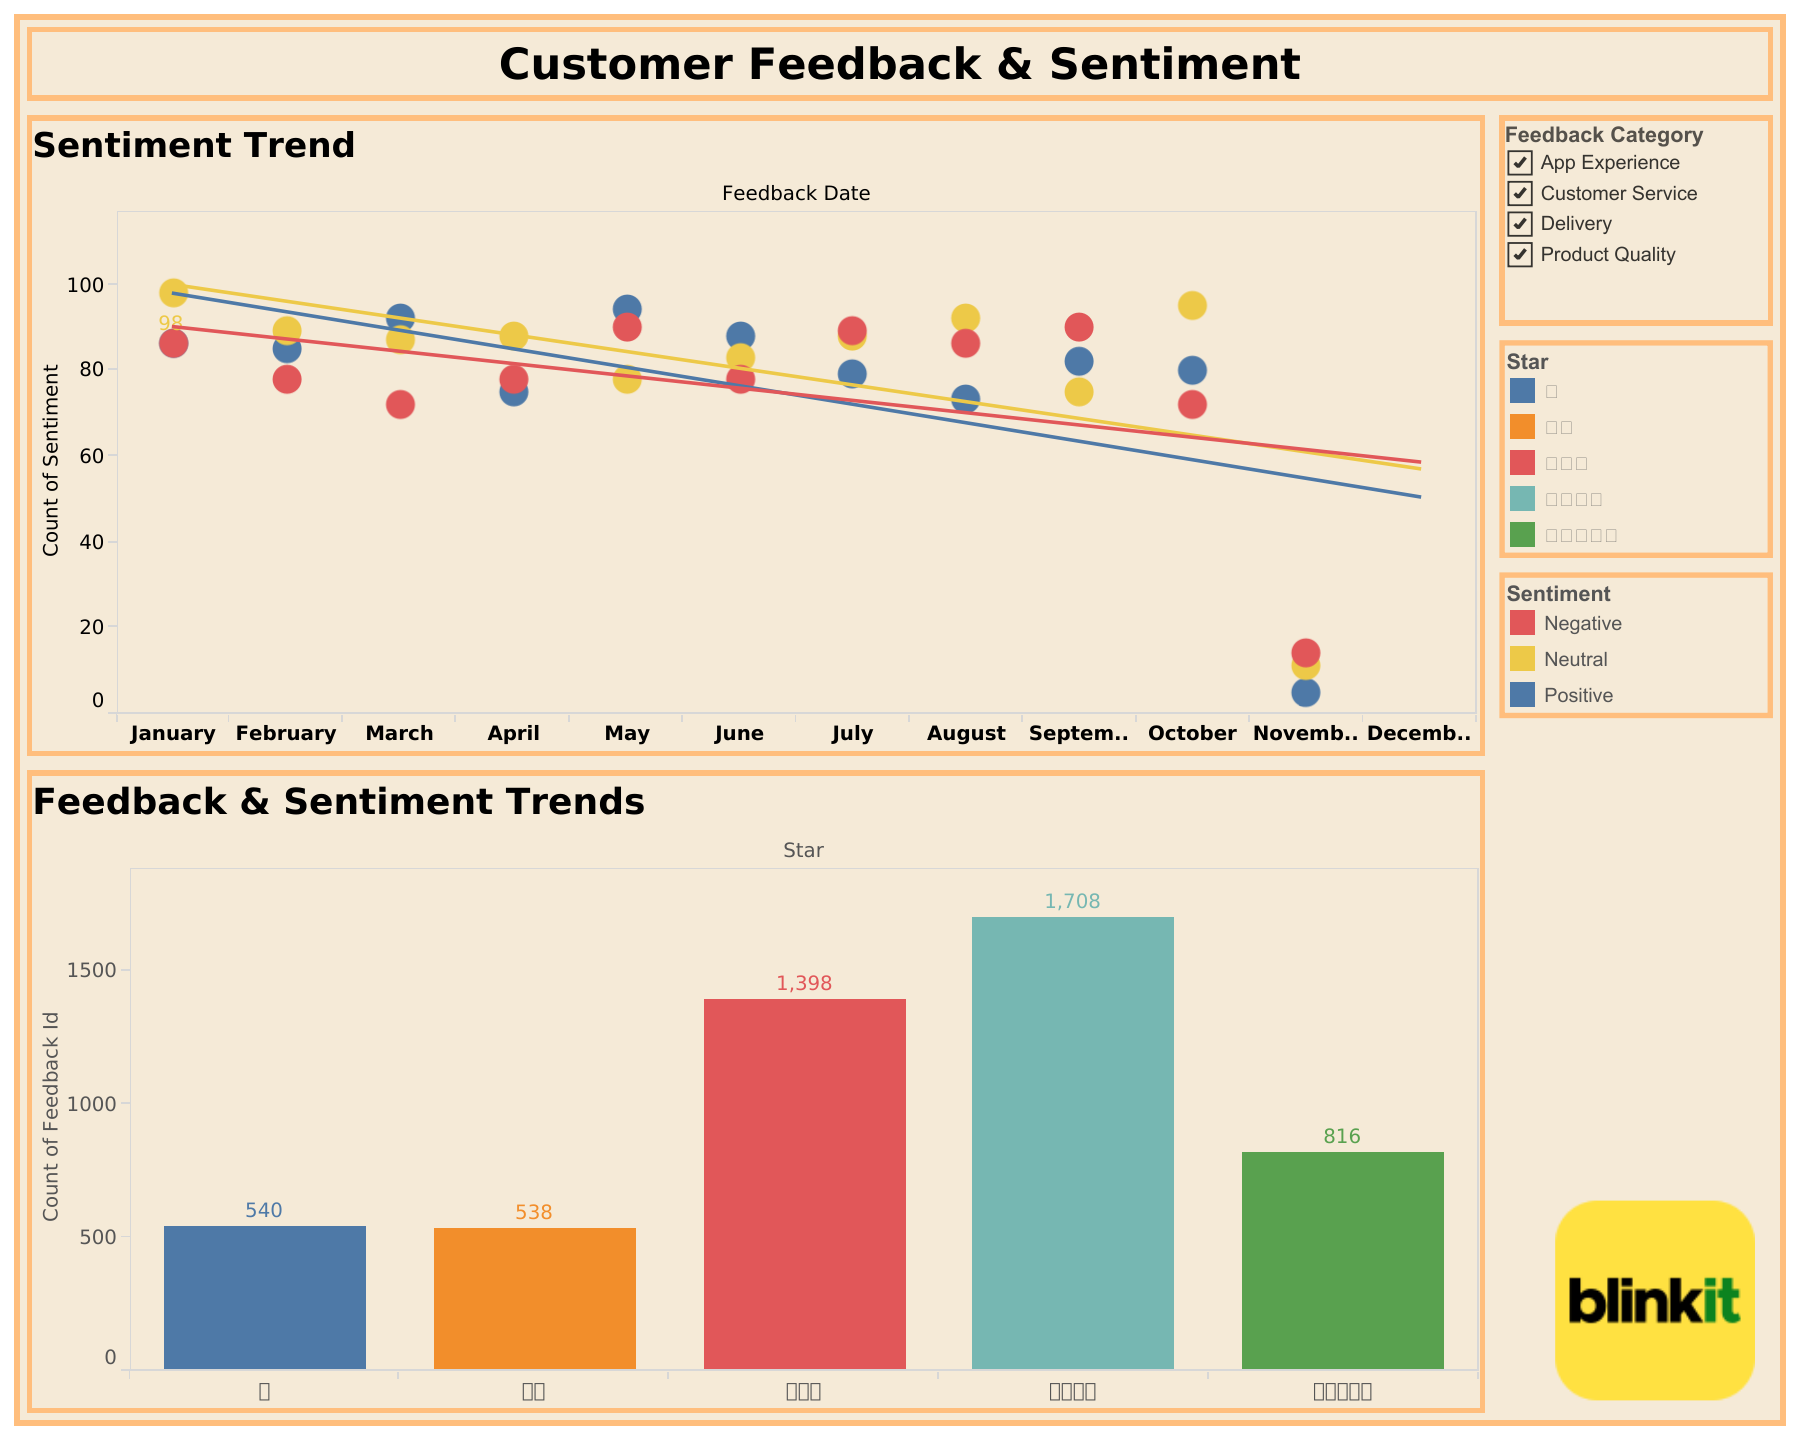 Customer Feedback & Sentiment
Sentiment Trend
Feedback Date
100
80
60
40
20
0
Count of Sentiment
98
January February March April May June July August Septem.. October Novemb.. Decemb..
Feedback Category
App Experience
Customer Service
Delivery
Product Quality
Star
Sentiment
Negative
Neutral
Positive
Feedback & Sentiment Trends
Star
1500
1000
500
0
Count of Feedback Id
540
538
1,398
1,708
816
blinkit